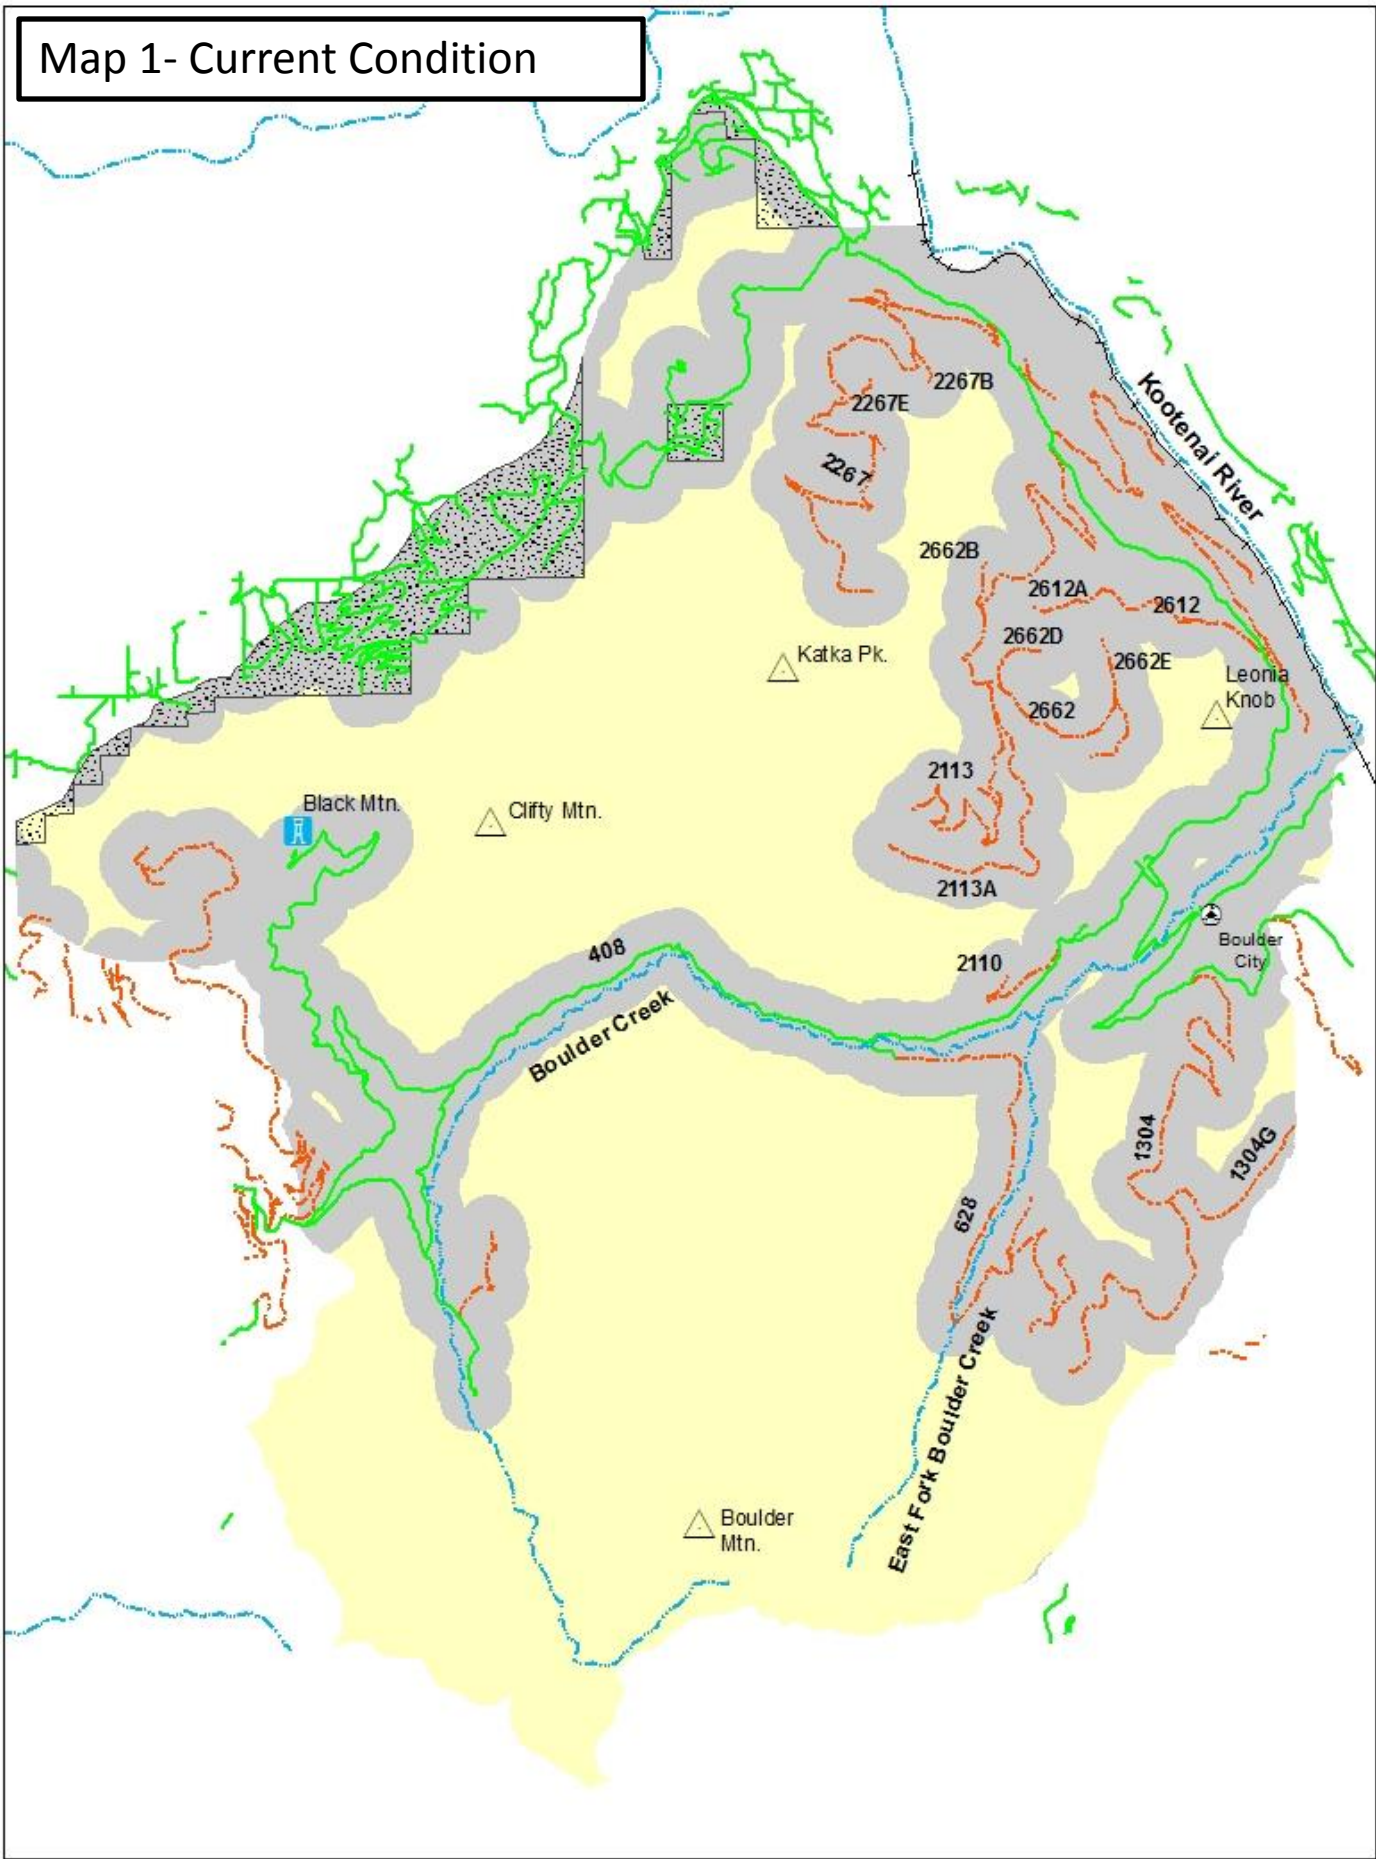 Map 1- Current Condition
Kootenai River
2267B
2267E
2267
2662B
2612A
2612
2662D
2662E
Katka Pk.
Leonia
Knob
2662
2113
Black Mtn.
Clifty Mtn.
2113A
408
2110
Boulder
City
Boulder Creek
1304
1304G
628
East Fork Boulder Creek
Boulder
Mtn.